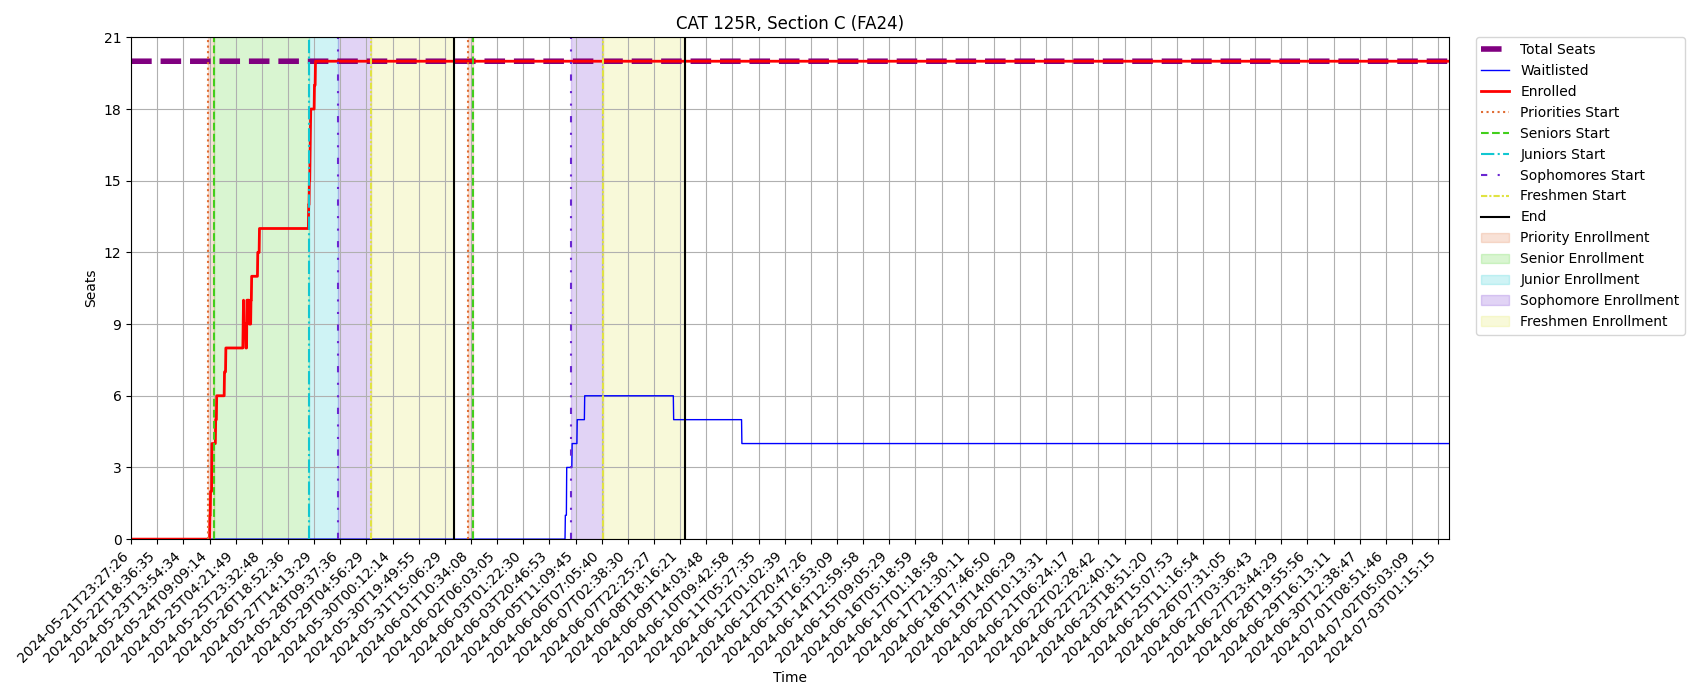 CAT 125R, Section C (FA24)
Seats
21
18
15
12
9
6
3
0
2024-05-21T23:27:26
2024-05-22T18:36:35
2024-05-23T13:54:34
2024-05-24T09:09:14
2024-05-25T04:21:49
2024-05-25T23:32:48
2024-05-26T18:52:36
2024-05-27T14:13:29
2024-05-28T09:37:36
2024-05-29T04:56:29
2024-05-30T00:12:14
2024-05-30T19:49:55
2024-05-31T15:06:29
2024-06-01T10:34:08
2024-06-02T06:03:05
2024-06-03T01:22:30
2024-06-03T20:46:53
2024-06-05T11:09:45
2024-06-06T07:05:40
2024-06-07T02:38:30
2024-06-07T22:25:27
2024-06-08T18:16:21
2024-06-09T14:03:48
2024-06-10T09:42:58
2024-06-11T05:27:35
2024-06-12T01:02:39
2024-06-12T20:47:26
2024-06-13T16:53:09
2024-06-14T12:59:58
2024-06-15T09:05:29
2024-06-16T05:18:59
2024-06-17T01:18:58
2024-06-17T21:30:11
2024-06-18T17:46:50
2024-06-19T14:06:29
2024-06-20T10:13:31
2024-06-21T06:24:17
2024-06-22T02:28:42
2024-06-22T22:40:11
2024-06-23T18:51:20
2024-06-24T15:07:53
2024-06-25T11:16:54
2024-06-26T07:31:05
2024-06-27T03:36:43
2024-06-27T23:44:29
2024-06-28T19:55:56
2024-06-29T16:13:11
2024-06-30T12:38:47
2024-07-01T08:51:46
2024-07-02T05:03:09
2024-07-03T01:15:15
Time
Total Seats
Waitlisted
Enrolled
Priorities Start
Seniors Start
Juniors Start
Sophomores Start
Freshmen Start
End
Priority Enrollment
Senior Enrollment
Junior Enrollment
Sophomore Enrollment
Freshmen Enrollment